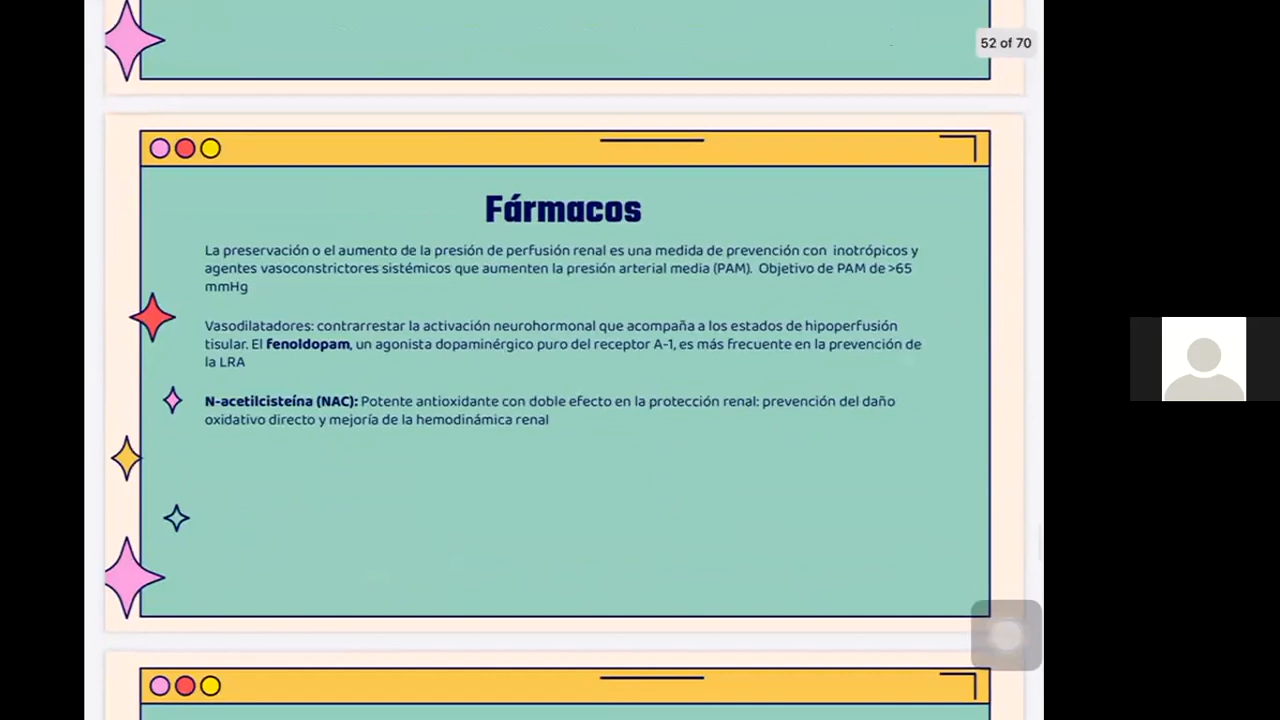 52 of 70
Fármacos
La preservación o el aumento de la presión de perfusión renal es una medida de prevención con inotrópicos y
agentes vasoconstrictores sistémicos que aumenten la presión arterial media (PAM). Objetivo de PAM de >65
mmHg
Vasodilatadores: contrarrestar la activación neurohormonal que acompaña a los estados de hipoperfusión
tisular. El fenoldopam, un agonista dopaminérgico puro del receptor A-1, es más frecuente en la prevención de
la LRA
N-acetilcisteína (NAC): Potente antioxidante con doble efecto en la protección renal: prevención del daño
oxidativo directo y mejoría de la hemodinámica renal